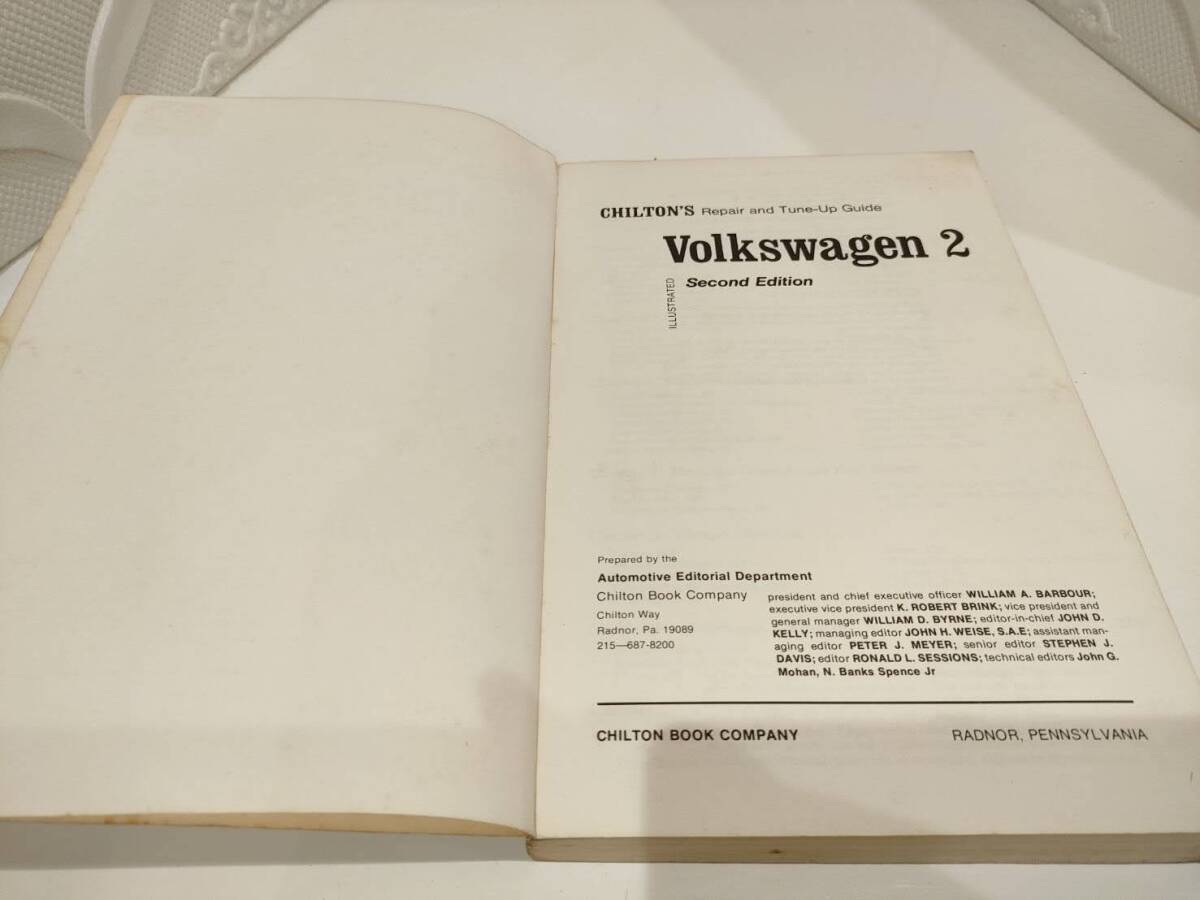 CHILTON'S Repair and Tune-Up Guide
Volkswagen 2
ILLUSTRATED
Second Edition
Prepared by the
Automotive Editorial Department
Chilton Book Company
Chilton Way
Radnor, Pa. 19089
215—687-8200
president and chief executive officer WILLIAM A. BARBOUR;
executive vice president K. ROBERT BRINK; vice president and
general manager WILLIAM D. BYRNE; editor-in-chief JOHN D.
KELLY; managing editor JOHN H. WEISE, S.A.E; assistant man-
aging editor PETER J. MEYER; senior editor STEPHEN J.
DAVIS; editor RONALD L. SESSIONS; technical editors John G.
Mohan, N. Banks Spence Jr
CHILTON BOOK COMPANY RADNOR, PENNSYLVANIA